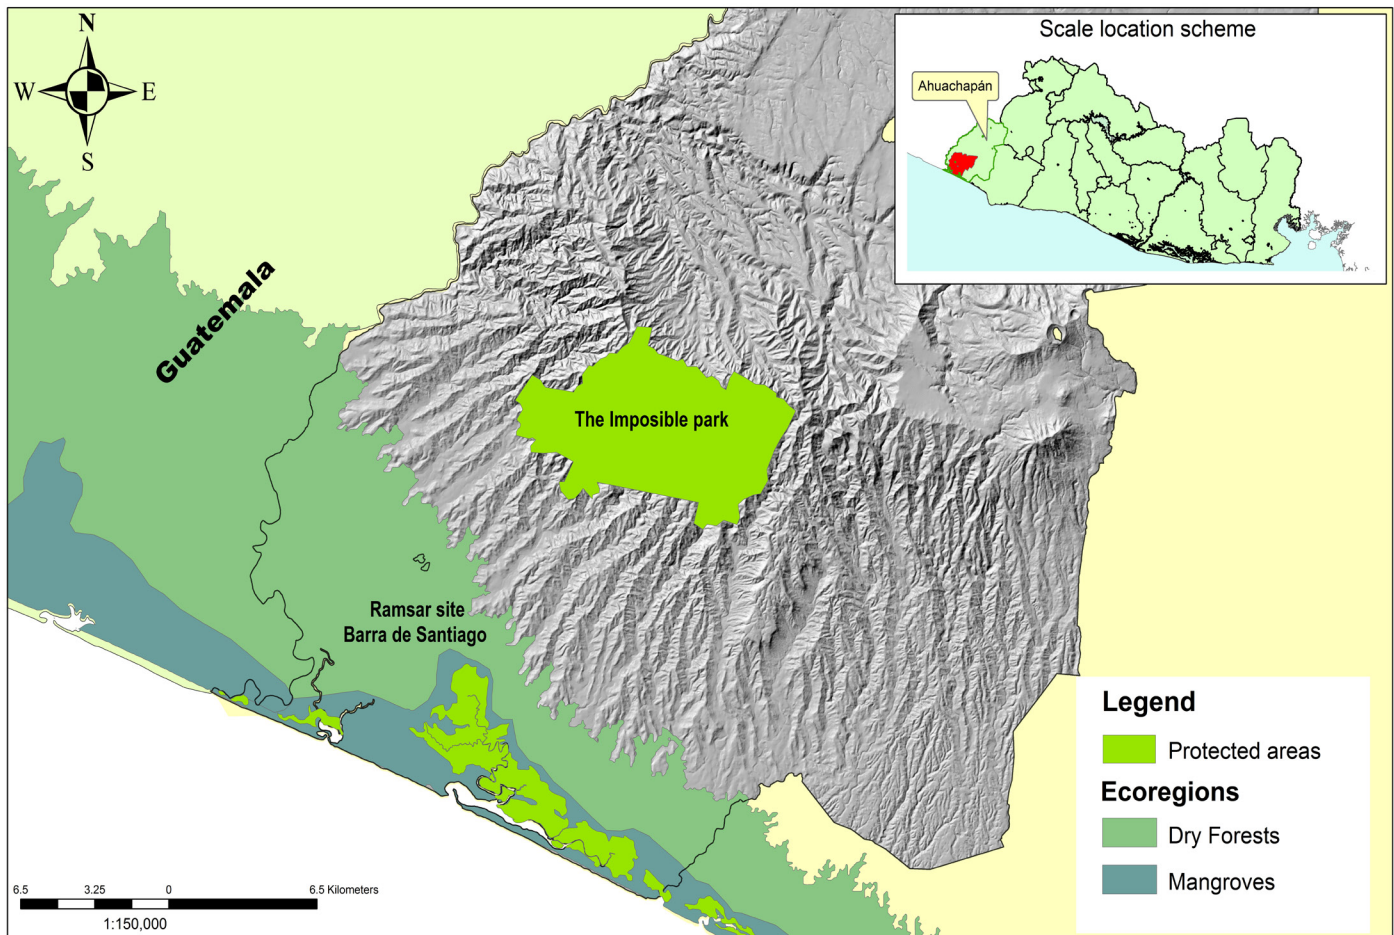 N
W
E
S
Scale location scheme
Ahuachapán
Guatemala
The Imposible park
Ramsar site
Barra de Santiago
Legend
Protected areas
Ecoregions
Dry Forests
Mangroves
6.5 3.25 0 6.5 Kilometers
1:150,000